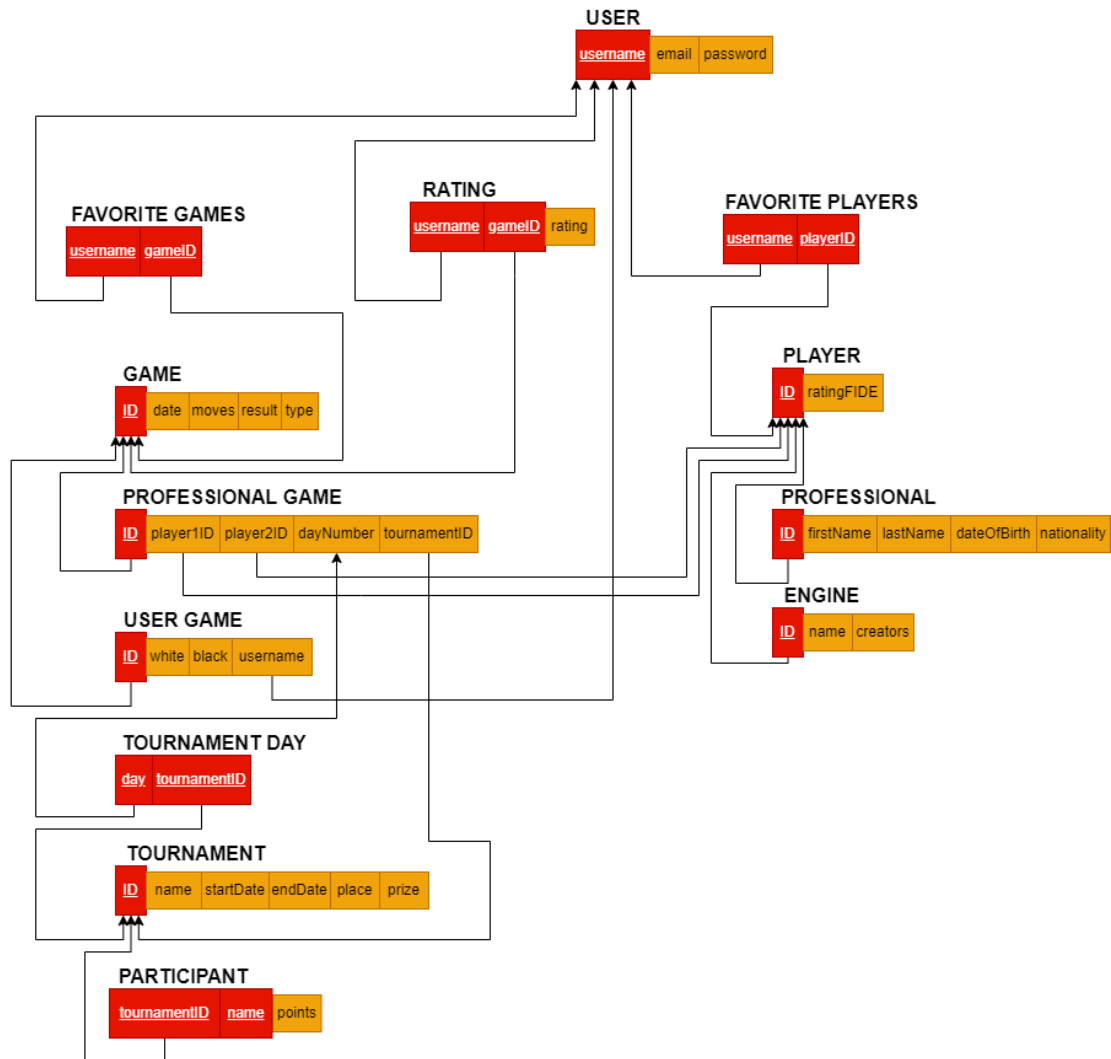 USER
username email password
FAVORITE GAMES
username gameID
RATING
username gameID rating
FAVORITE PLAYERS
username playerID
GAME
ID date moves result type
PLAYER
ID ratingFIDE
PROFESSIONAL GAME
ID player1ID player2ID dayNumber tournamentID
PROFESSIONAL
ID firstName lastName dateOfBirth nationality
USER GAME
ID white black username
ENGINE
ID name creators
TOURNAMENT DAY
day tournamentID
TOURNAMENT
ID name startDate endDate place prize
PARTICIPANT
tournamentID name points